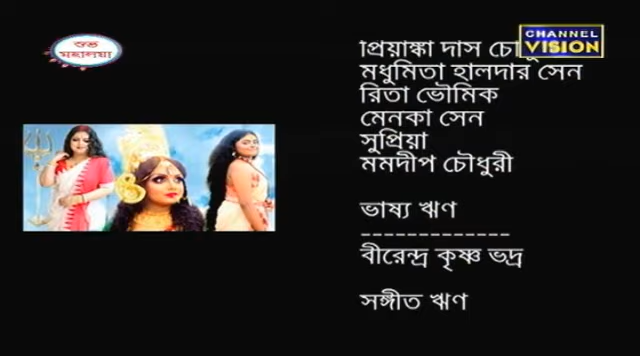 শুভ
মহালয়া
CHANNEL
VISION
প্রিয়াঙ্কা দাস
মধুমিতা হালদার সেন
রিতা ভৌমিক
মেনকা সেন
সুপ্রিয়া
মমদীপ চৌধুরী
ভাষ্য ঋণ
-------------
বীরেন্দ্র কৃষ্ণ ভদ্র
সঙ্গীত ঋণ